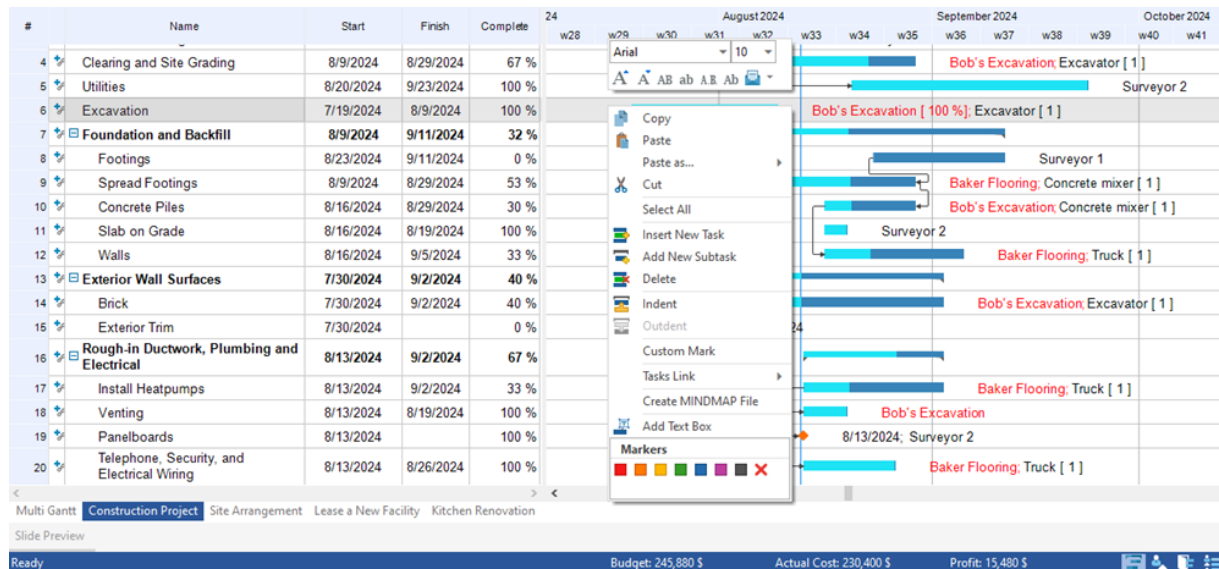 # Name Start Finish Complete 24 August 2024 September 2024 October 2024
w28 w29 w30 w31 w32 w33 w34 w35 w36 w37 w38 w39 w40 w41
Arial 10
A A AB ab AB Ab
4 Clearing and Site Grading 8/9/2024 8/29/2024 67 % Bob's Excavation; Excavator [ 1 ]
5 Utilities 8/20/2024 9/23/2024 100 % Surveyor 2
6 Excavation 7/19/2024 8/9/2024 100 % Bob's Excavation [ 100 %]; Excavator [ 1 ]
7 Foundation and Backfill 8/9/2024 9/11/2024 32 %
8 Footings 8/23/2024 9/11/2024 0 % Surveyor 1
9 Spread Footings 8/9/2024 8/29/2024 53 % Baker Flooring; Concrete mixer [ 1 ]
10 Concrete Piles 8/16/2024 8/29/2024 30 % Bob's Excavation; Concrete mixer [ 1 ]
11 Slab on Grade 8/16/2024 8/19/2024 100 % Surveyor 2
12 Walls 8/16/2024 9/5/2024 33 % Baker Flooring; Truck [ 1 ]
13 Exterior Wall Surfaces 7/30/2024 9/2/2024 40 %
14 Brick 7/30/2024 9/2/2024 40 % Bob's Excavation; Excavator [ 1 ]
15 Exterior Trim 7/30/2024 0 % 24
16 Rough-in Ductwork, Plumbing and
Electrical 8/13/2024 9/2/2024 67 %
17 Install Heatpumps 8/13/2024 9/2/2024 33 % Baker Flooring; Truck [ 1 ]
18 Venting 8/13/2024 8/19/2024 100 % Bob's Excavation
19 Panelboards 8/13/2024 100 % 8/13/2024; Surveyor 2
20 Telephone, Security, and
Electrical Wiring 8/13/2024 8/26/2024 100 % Baker Flooring; Truck [ 1 ]
Copy
Paste
Paste as...
Cut
Select All
Insert New Task
Add New Subtask
Delete
Indent
Outdent
Custom Mark
Tasks Link
Create MINDMAP File
Add Text Box
Markers
Multi Gantt Construction Project Site Arrangement Lease a New Facility Kitchen Renovation
Slide Preview
Ready Budget: 245,880 $ Actual Cost: 230,400 $ Profit: 15,480 $